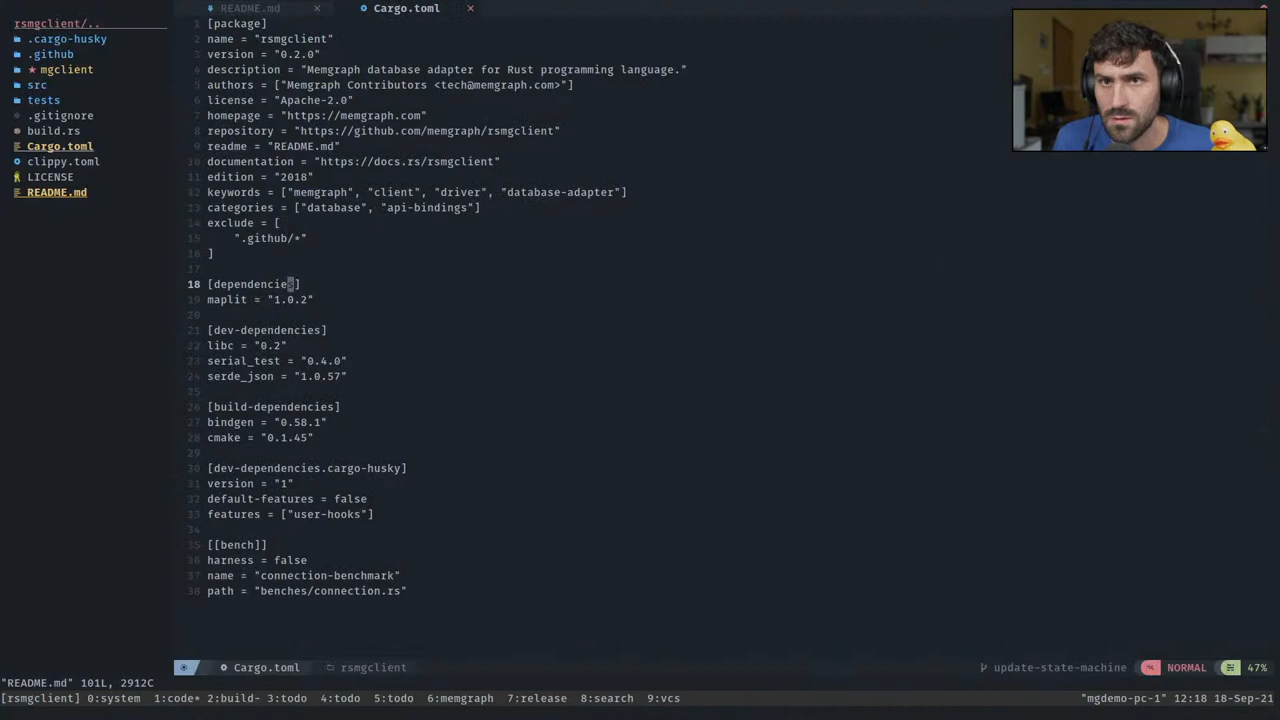 README.md ×
Cargo.toml ×
rsmgclient/..
.cargo-husky
.github
mgclient
src
tests
.gitignore
build.rs
Cargo.toml
clippy.toml
LICENSE
README.md
1 [package]
2 name = "rsmgclient"
3 version = "0.2.0"
4 description = "Memgraph database adapter for Rust programming language."
5 authors = ["Memgraph Contributors <tech@memgraph.com>"]
6 license = "Apache-2.0"
7 homepage = "https://memgraph.com"
8 repository = "https://github.com/memgraph/rsmgclient"
9 readme = "README.md"
10 documentation = "https://docs.rs/rsmgclient"
11 edition = "2018"
12 keywords = ["memgraph", "client", "driver", "database-adapter"]
13 categories = ["database", "api-bindings"]
14 exclude = [
15 ".github/*"
16 ]
17
18 [dependencies]
19 maplit = "1.0.2"
20
21 [dev-dependencies]
22 libc = "0.2"
23 serial_test = "0.4.0"
24 serde_json = "1.0.57"
25
26 [build-dependencies]
27 bindgen = "0.58.1"
28 cmake = "0.1.45"
29
30 [dev-dependencies.cargo-husky]
31 version = "1"
32 default-features = false
33 features = ["user-hooks"]
34
35 [[bench]]
36 harness = false
37 name = "connection-benchmark"
38 path = "benches/connection.rs"
Cargo.toml rsmgclient update-state-machine NORMAL 47%
"README.md" 101L, 2912C
[rsmgclient] 0:system 1:code* 2:build- 3:todo 4:todo 5:todo 6:memgraph 7:release 8:search 9:vcs "mgdemo-pc-1" 12:18 18-Sep-21